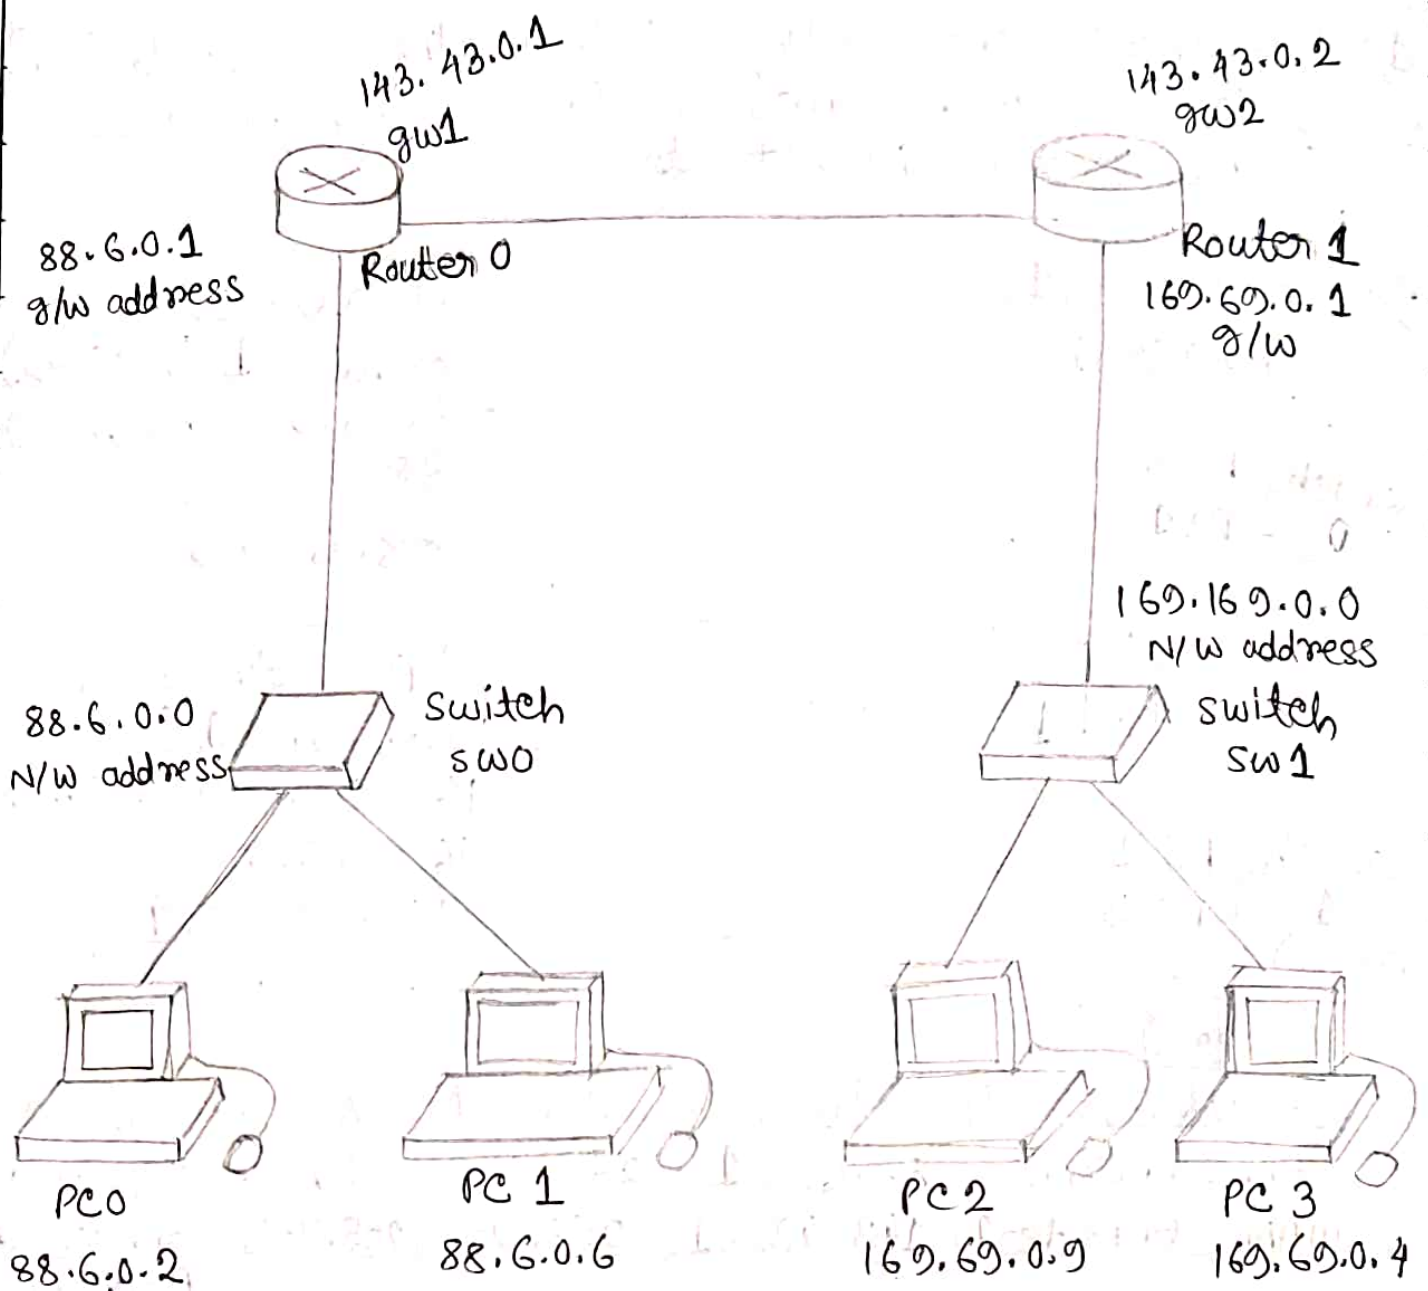 143.43.0.1
gw1
143.43.0.2
gw2
88.6.0.1
g/w address
Router 0
Router 1
169.69.0.1
g/w
169.169.0.0
N/W address
88.6.0.0
N/W address
switch
sw0
switch
sw1
PC0
88.6.0.2
PC 1
88.6.0.6
PC2
169.69.0.9
PC 3
169.69.0.4